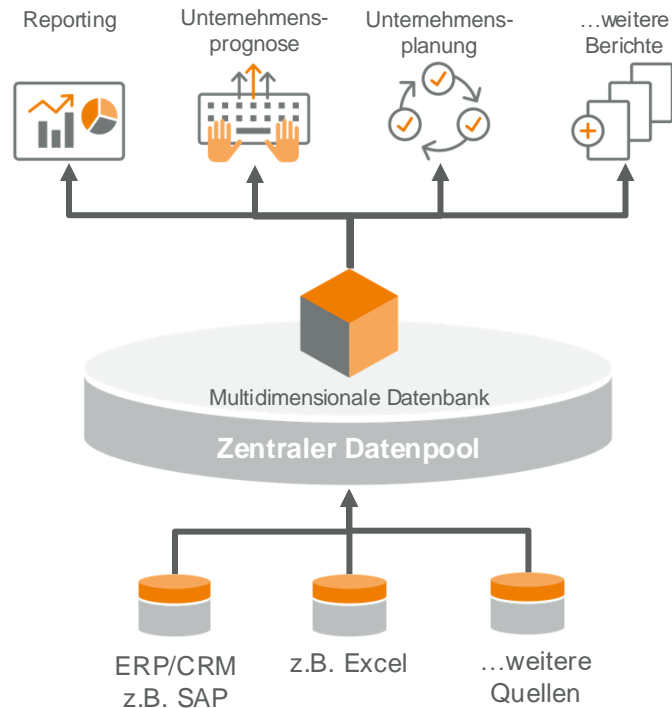 Reporting
Unternehmens-
prognose
Unternehmens-
planung
...weitere
Berichte
Multidimensionale Datenbank
Zentraler Datenpool
ERP/CRM
z.B. SAP
z.B. Excel
...weitere
Quellen